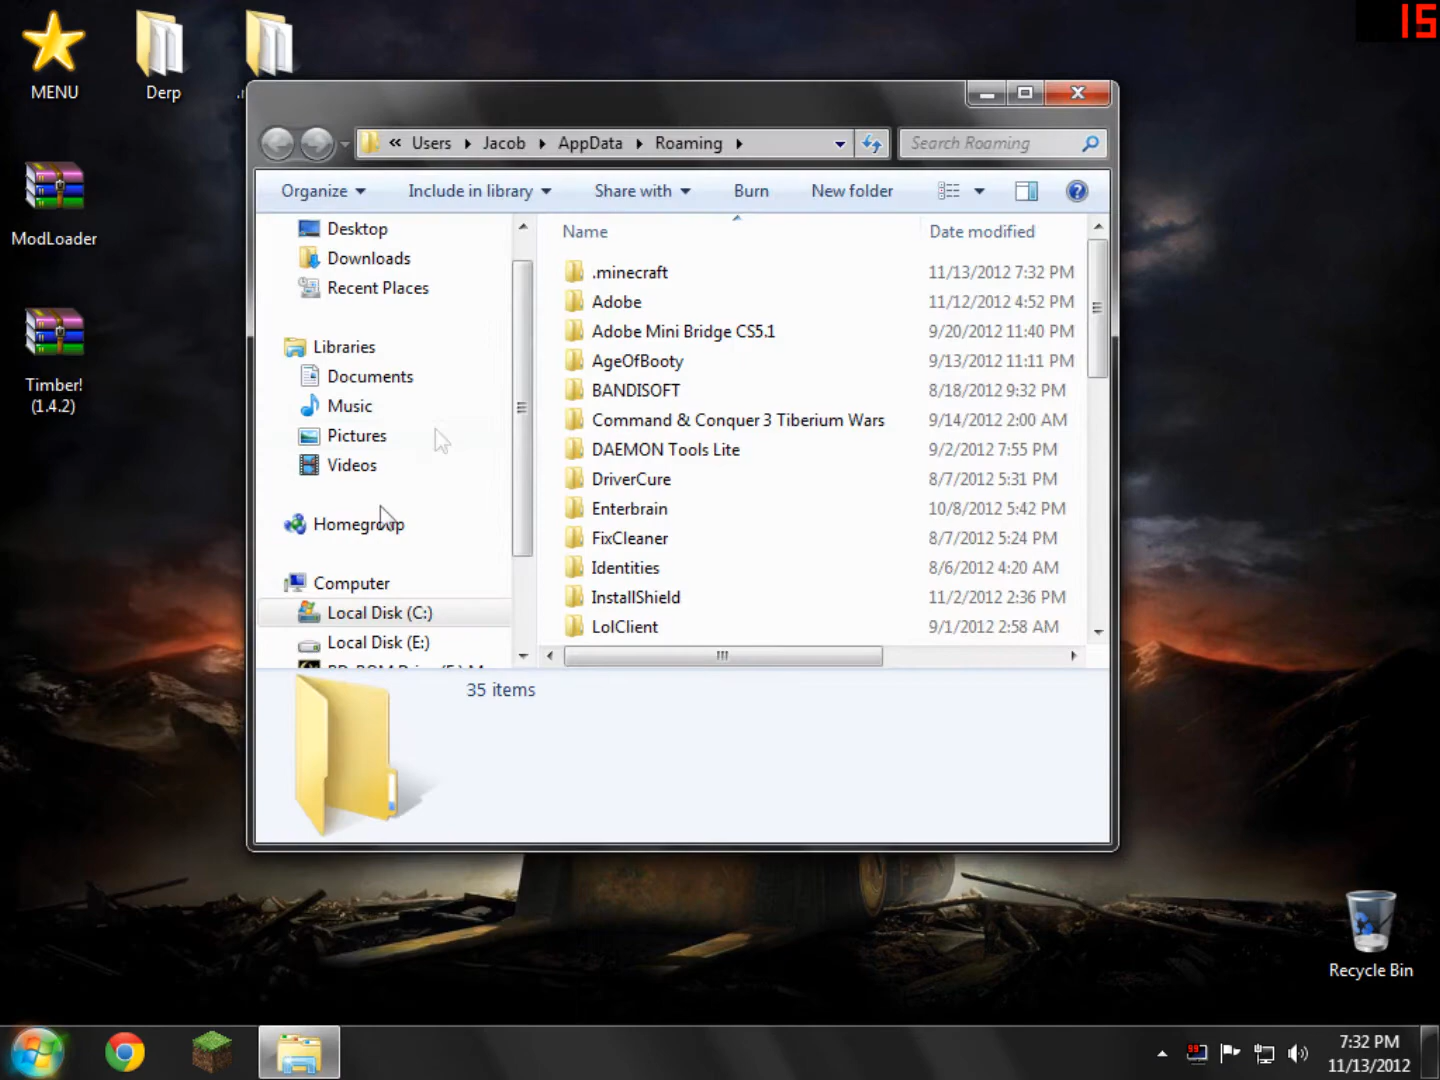 15
MENU
Derp
ModLoader
Timber!
(1.4.2)
« Users Jacob AppData Roaming
Search Roaming
Organize Include in library Share with Burn New folder
Desktop
Downloads
Recent Places
Libraries
Documents
Music
Pictures
Videos
Homegroup
Computer
Local Disk (C:)
Local Disk (E:)
Name Date modified
.minecraft 11/13/2012 7:32 PM
Adobe 11/12/2012 4:52 PM
Adobe Mini Bridge CS5.1 9/20/2012 11:40 PM
AgeOfBooty 9/13/2012 11:11 PM
BANDISOFT 8/18/2012 9:32 PM
Command & Conquer 3 Tiberium Wars 9/14/2012 2:00 AM
DAEMON Tools Lite 9/2/2012 7:55 PM
DriverCure 8/7/2012 5:31 PM
Enterbrain 10/8/2012 5:42 PM
FixCleaner 8/7/2012 5:24 PM
Identities 8/6/2012 4:20 AM
InstallShield 11/2/2012 2:36 PM
LolClient 9/1/2012 2:58 AM
35 items
Recycle Bin
99
7:32 PM
11/13/2012